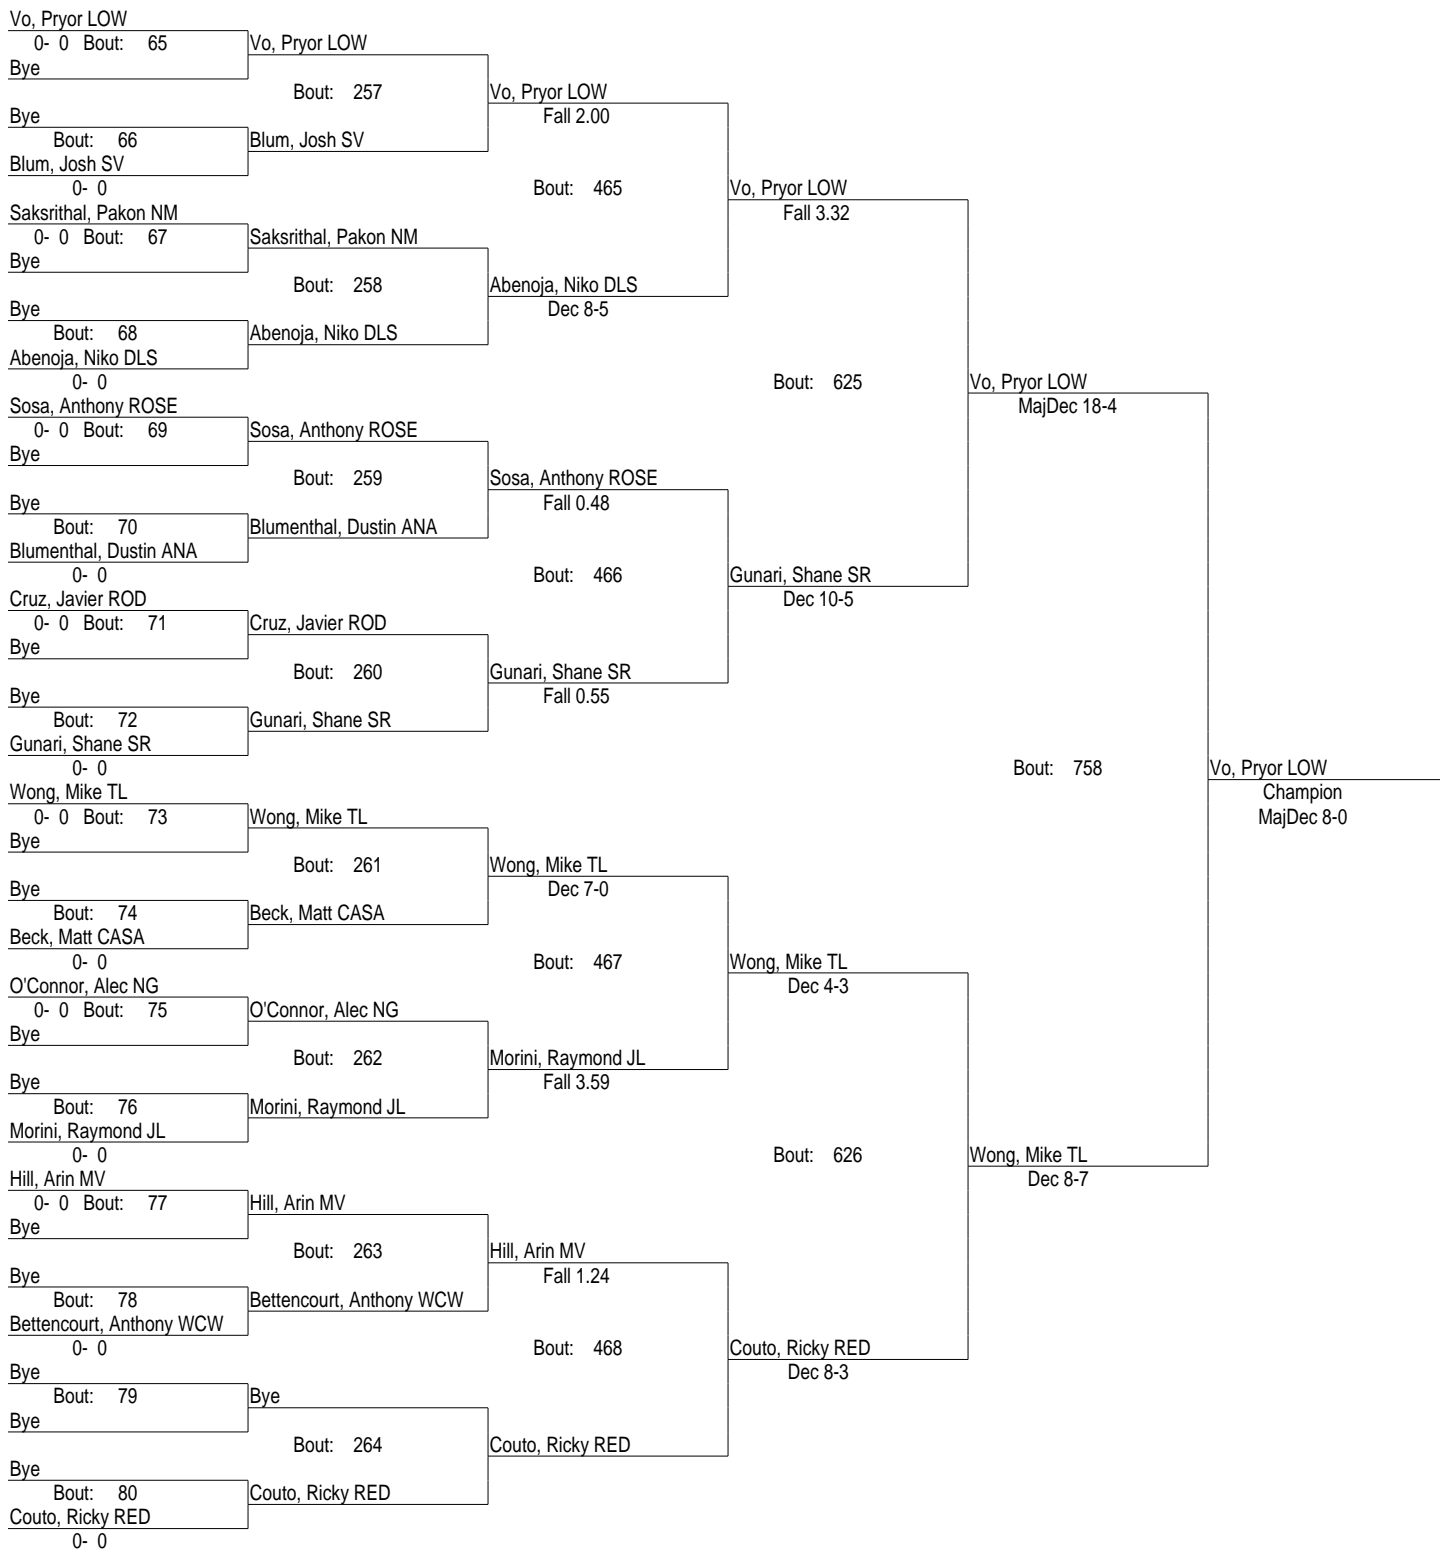 Vo, Pryor LOW
0- 0 Bout: 65
Bye
Vo, Pryor LOW
Bout: 257
Vo, Pryor LOW
Fall 2.00
Bye
Bout: 66
Blum, Josh SV
Blum, Josh SV
0- 0
Bout: 465
Vo, Pryor LOW
Fall 3.32
Saksrithal, Pakon NM
0- 0 Bout: 67
Bye
Saksrithal, Pakon NM
Bout: 258
Abenoja, Niko DLS
Dec 8-5
Bye
Bout: 68
Abenoja, Niko DLS
Abenoja, Niko DLS
0- 0
Bout: 625
Vo, Pryor LOW
MajDec 18-4
Sosa, Anthony ROSE
0- 0 Bout: 69
Bye
Sosa, Anthony ROSE
Bout: 259
Sosa, Anthony ROSE
Fall 0.48
Bye
Bout: 70
Blumenthal, Dustin ANA
Blumenthal, Dustin ANA
0- 0
Bout: 466
Gunari, Shane SR
Dec 10-5
Cruz, Javier ROD
0- 0 Bout: 71
Bye
Cruz, Javier ROD
Bout: 260
Gunari, Shane SR
Fall 0.55
Bye
Bout: 72
Gunari, Shane SR
Gunari, Shane SR
0- 0
Bout: 758
Vo, Pryor LOW
Champion
MajDec 8-0
Wong, Mike TL
0- 0 Bout: 73
Bye
Wong, Mike TL
Bout: 261
Wong, Mike TL
Dec 7-0
Bye
Bout: 74
Beck, Matt CASA
Beck, Matt CASA
0- 0
Bout: 467
Wong, Mike TL
Dec 4-3
O'Connor, Alec NG
0- 0 Bout: 75
Bye
O'Connor, Alec NG
Bout: 262
Morini, Raymond JL
Fall 3.59
Bye
Bout: 76
Morini, Raymond JL
Morini, Raymond JL
0- 0
Bout: 626
Wong, Mike TL
Dec 8-7
Hill, Arin MV
0- 0 Bout: 77
Bye
Hill, Arin MV
Bout: 263
Hill, Arin MV
Fall 1.24
Bye
Bout: 78
Bettencourt, Anthony WCW
Bettencourt, Anthony WCW
0- 0
Bout: 468
Couto, Ricky RED
Dec 8-3
Bye
Bout: 79
Bye
Bye
Bout: 264
Couto, Ricky RED
Bye
Bout: 80
Couto, Ricky RED
Couto, Ricky RED
0- 0